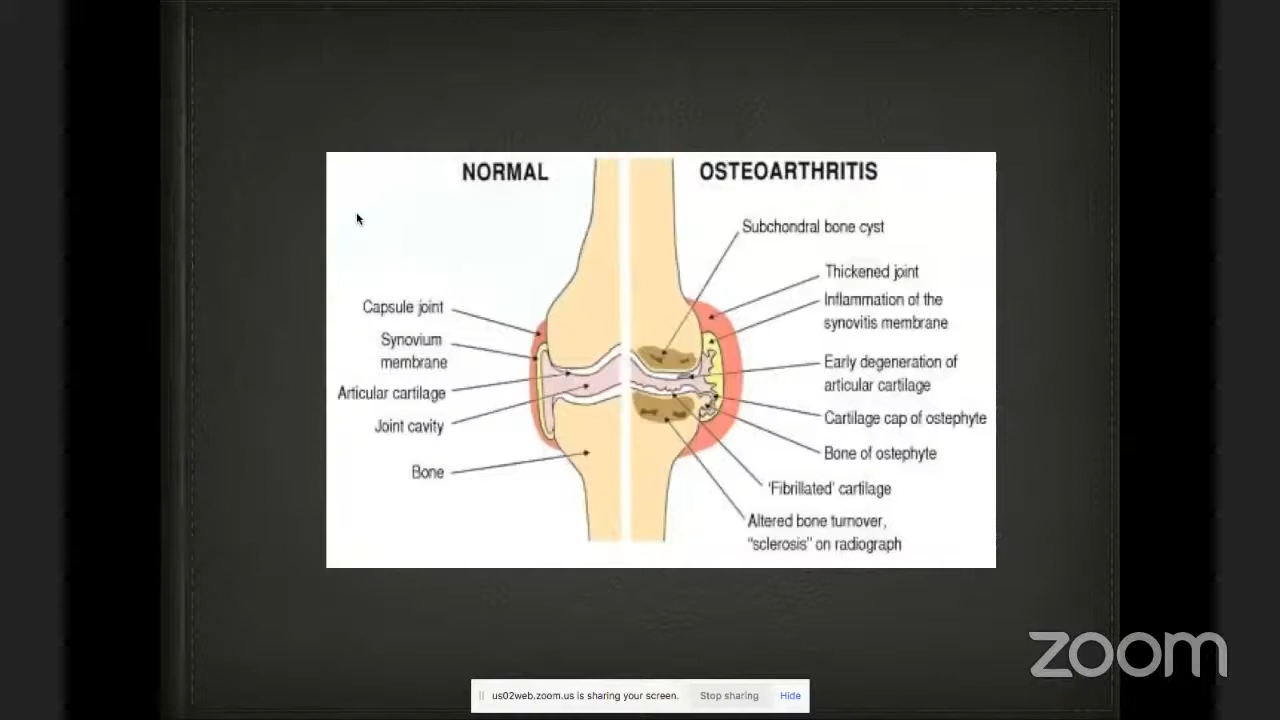 NORMAL
OSTEOARTHRITIS
Capsule joint
Synovium
membrane
Articular cartilage
Joint cavity
Bone
Subchondral bone cyst
Thickened joint
Inflammation of the
synovitis membrane
Early degeneration of
articular cartilage
Cartilage cap of ostephyte
Bone of ostephyte
'Fibrillated' cartilage
Altered bone turnover,
"sclerosis" on radiograph
zoom
us02web.zoom.us is sharing your screen. Stop sharing Hide